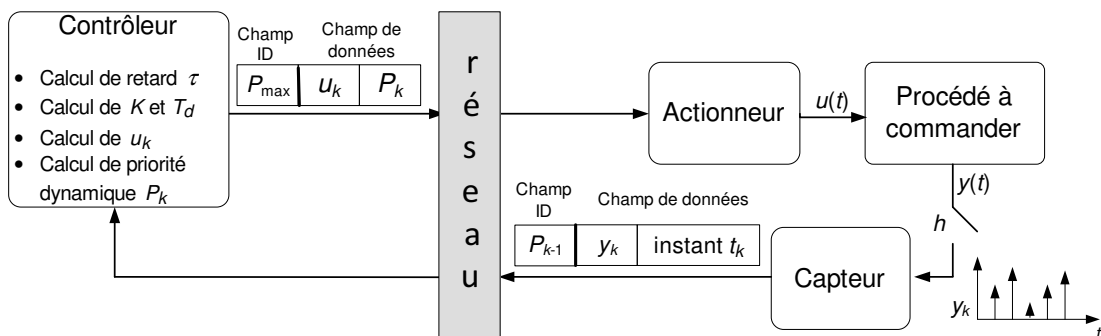 Contrôleur
• Calcul de retard τ
• Calcul de K et T_d
• Calcul de u_k
• Calcul de priorité
dynamique P_k
Champ
ID
Champ de
données
P_max u_k P_k
réseau
Actionneur
u(t)
Procédé à
commander
y(t)
h
Champ
ID
Champ de données
P_k-1 y_k instant t_k
Capteur
y_k
t